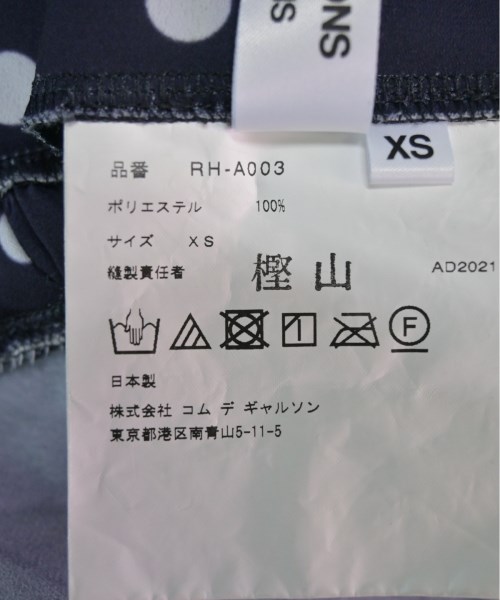 ONS
S
XS
品番 RH-A003
ポリエステル 100%
サイズ XS
縫製責任者 樫山 AD2021
F
日本製
株式会社 コム デ ギャルソン
東京都港区南青山5-11-5